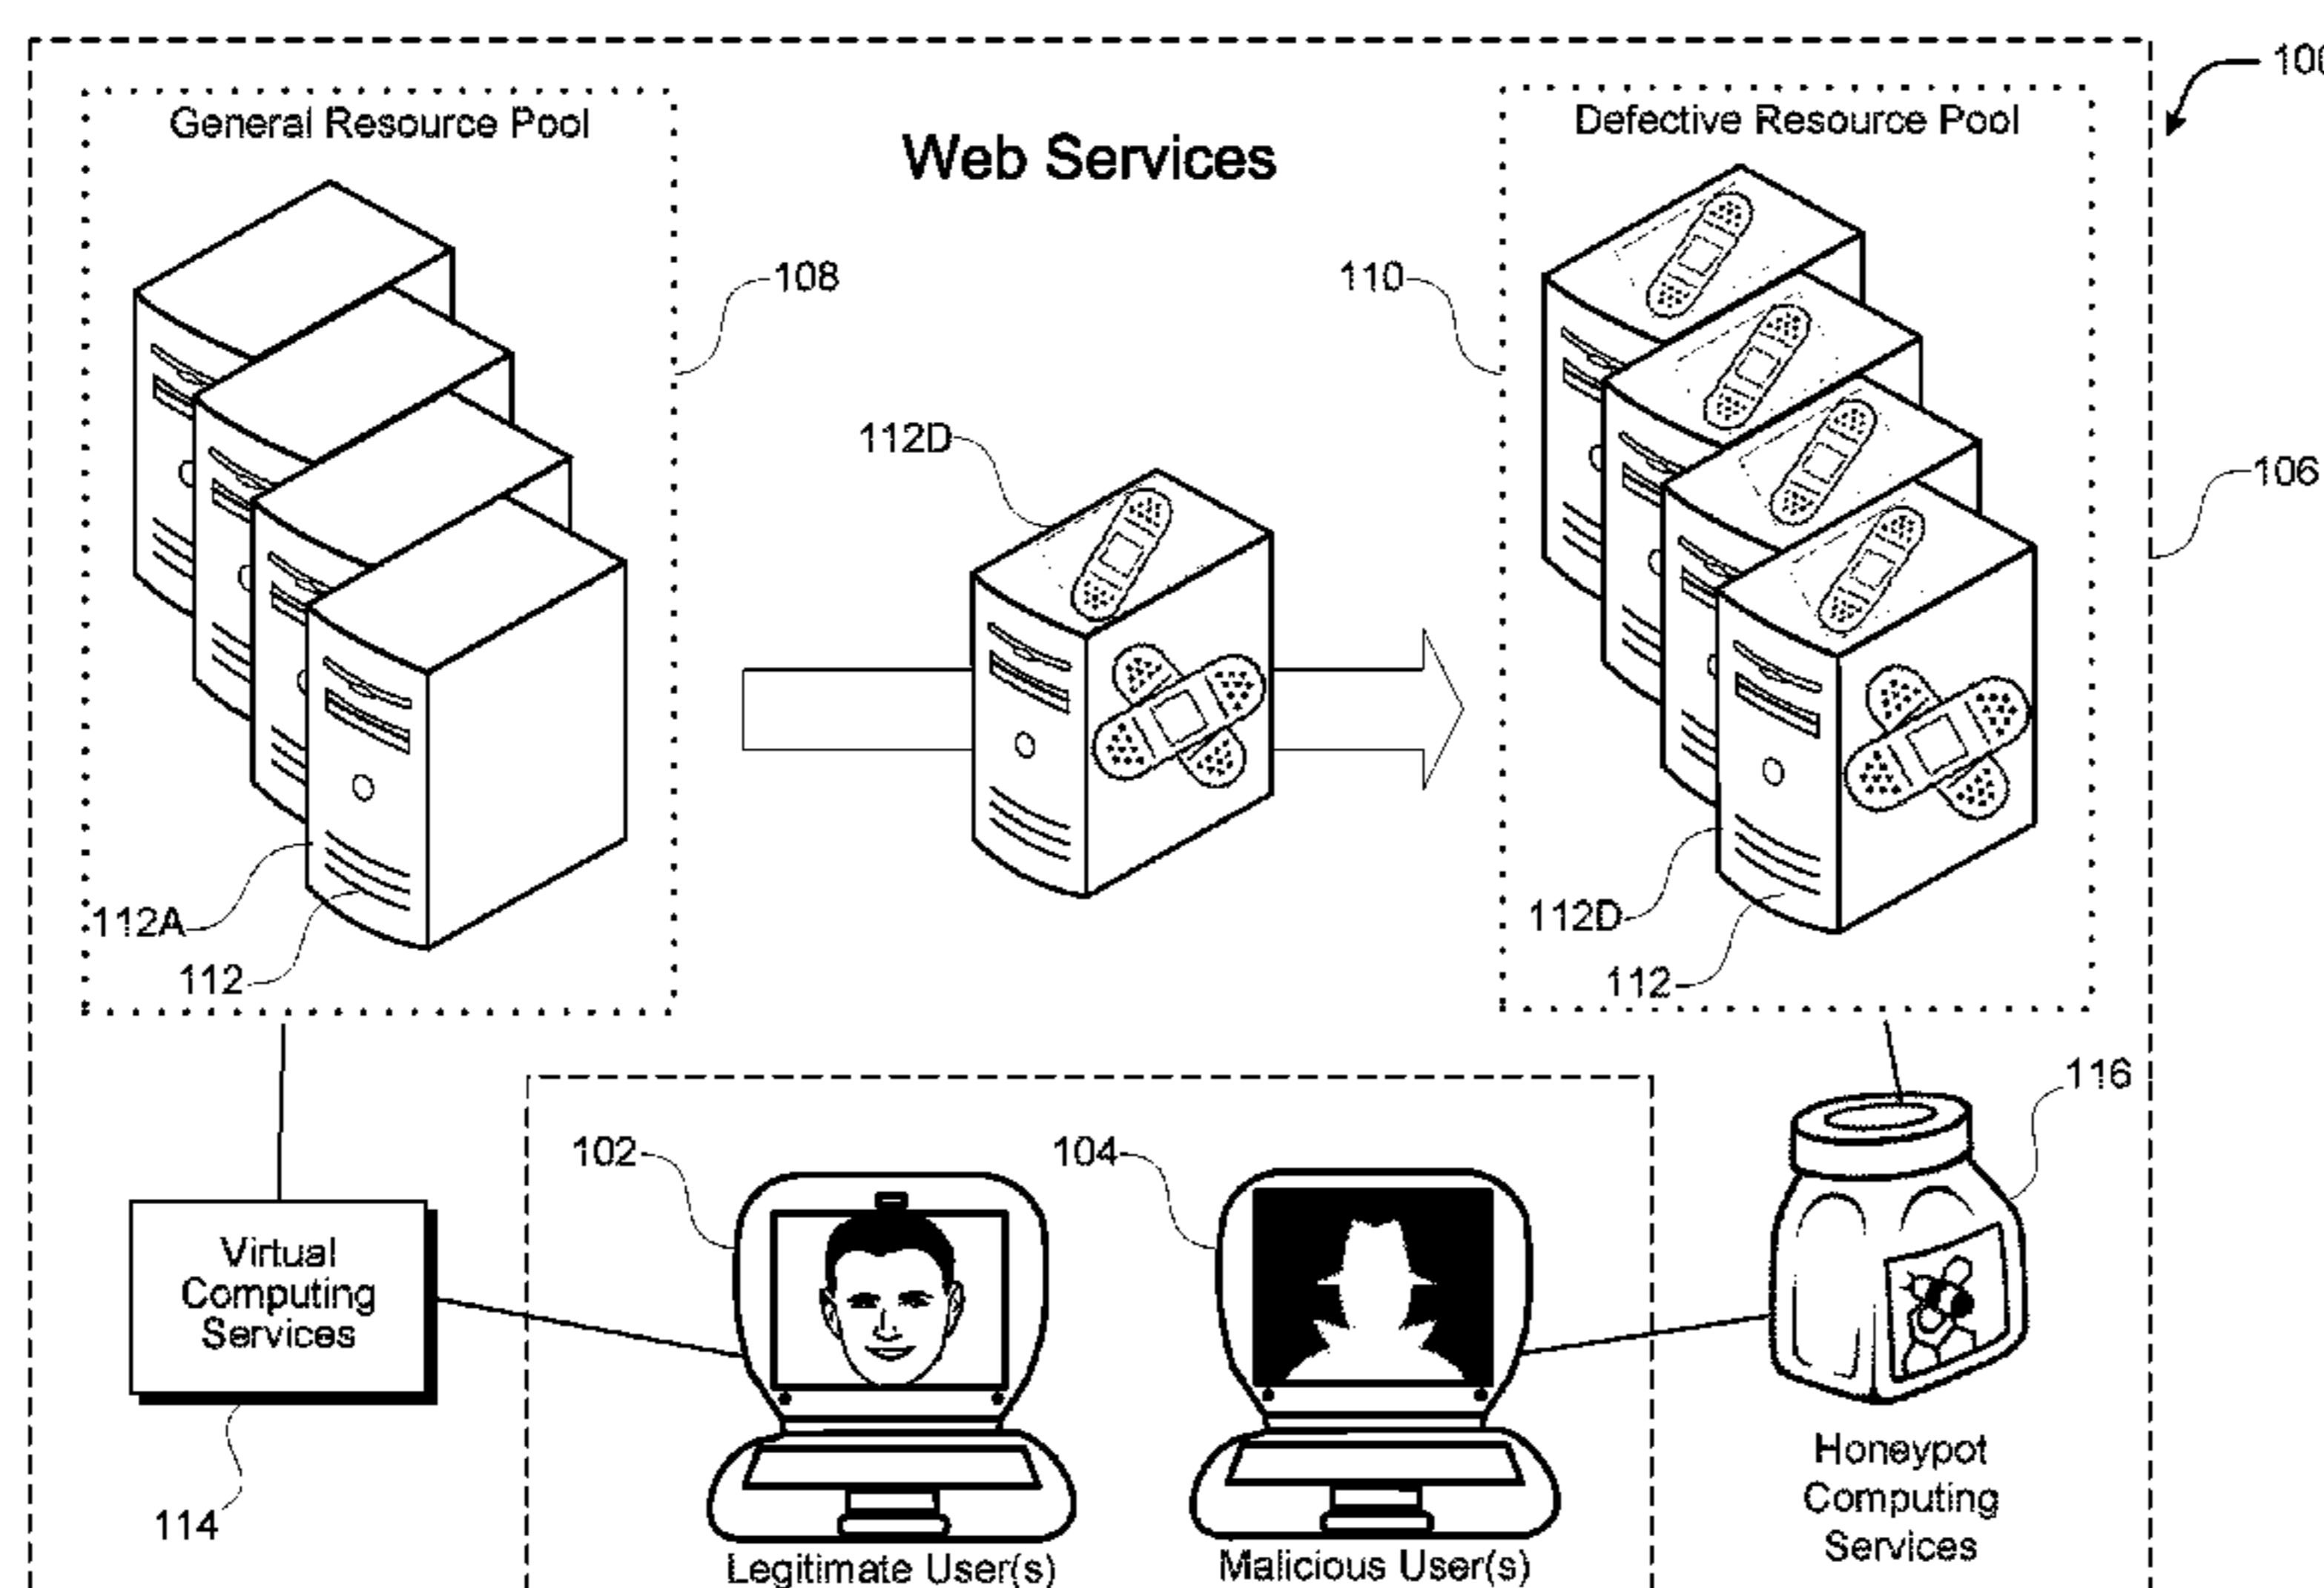 General Resource Pool
Web Services
Defective Resource Pool
108
110
112D
106
112A
112
112D
112
116
102
104
Virtual
Computing
Services
114
Legitimate User(s)
Malicious User(s)
Honeypot
Computing
Services